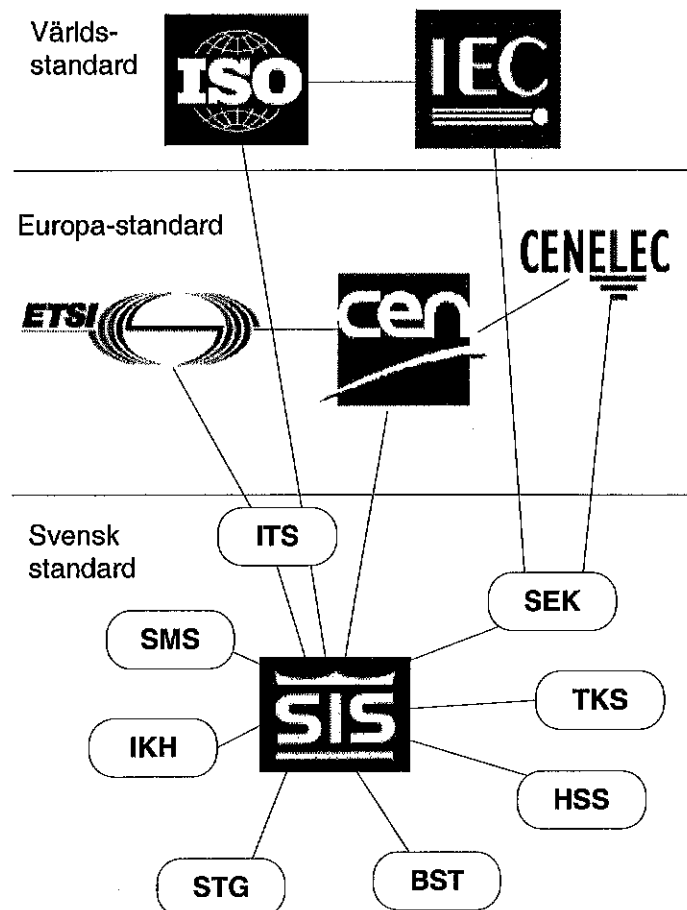 Världs-
standard
ISO
IEC
Europa-standard
CENELEC
ETSI
cen
Svensk
standard
ITS
SEK
SMS
SIS
TKS
IKH
HSS
STG
BST